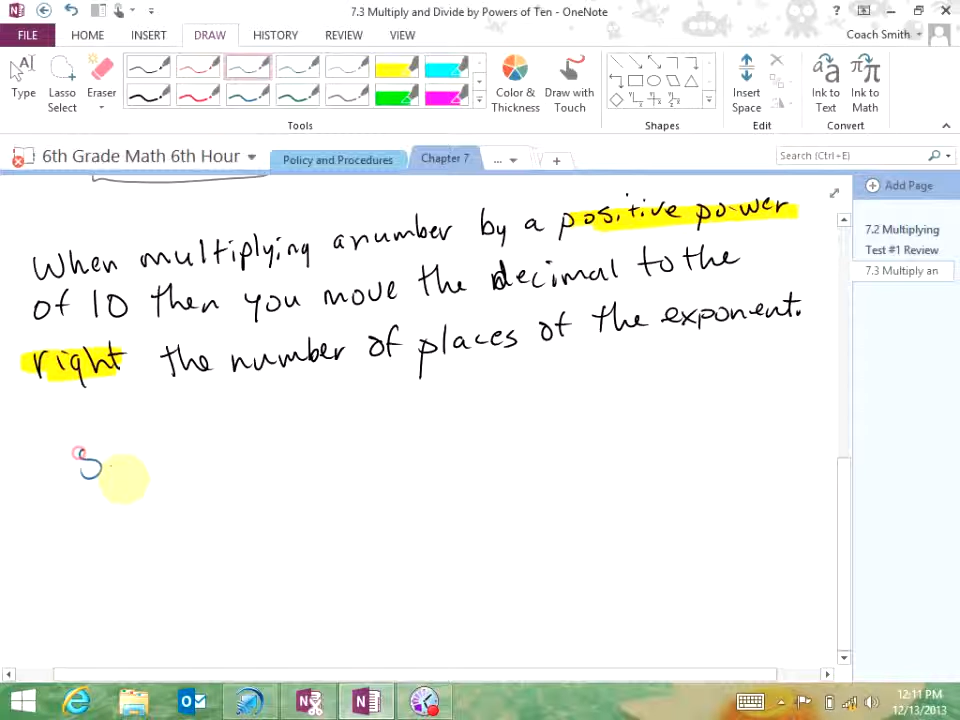 7.3 Multiply and Divide by Powers of Ten - OneNote
FILE HOME INSERT DRAW HISTORY REVIEW VIEW Coach Smith
Type Lasso Select Eraser Color & Thickness Draw with Touch Insert Space Ink to Text Ink to Math
Tools Shapes Edit Convert
6th Grade Math 6th Hour Policy and Procedures Chapter 7 ... Search (Ctrl+E)
Add Page
7.2 Multiplying
Test #1 Review
7.3 Multiply an
When multiplying a number by a positive power
of 10 then you move the decimal to the
right the number of places of the exponent.
12:11 PM
12/13/2013